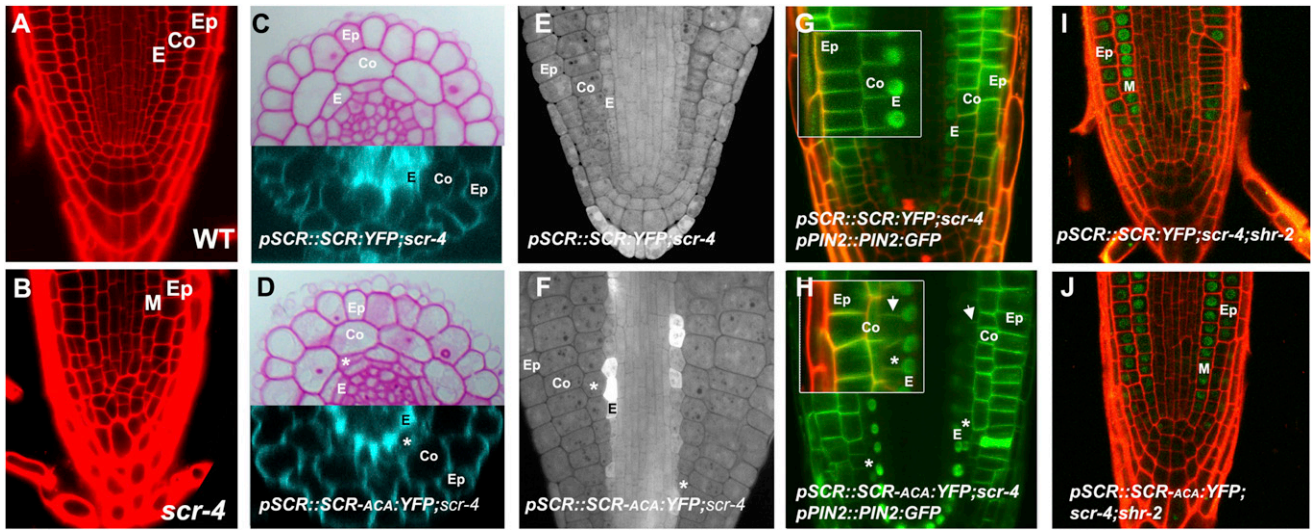 A
Ep
Co
E
WT
B
Ep
M
scr-4
C
Ep
Co
E
E
Co
Ep
pSCR::SCR:YFP;scr-4
D
Ep
Co
*
E
E
*
Co
Ep
pSCR::SCR-ACA:YFP;scr-4
E
Ep
Co
E
pSCR::SCR:YFP;scr-4
F
Ep
Co
*
E
*
pSCR::SCR-ACA:YFP;scr-4
G
Ep
Co
E
Ep
Co
E
pSCR::SCR:YFP;scr-4
pPIN2::PIN2:GFP
H
Ep
Co
*
E
Ep
Co
*
E
*
pSCR::SCR-ACA:YFP;scr-4
pPIN2::PIN2:GFP
I
Ep
M
pSCR::SCR:YFP;scr-4;shr-2
J
Ep
M
pSCR::SCR-ACA:YFP;
scr-4;shr-2